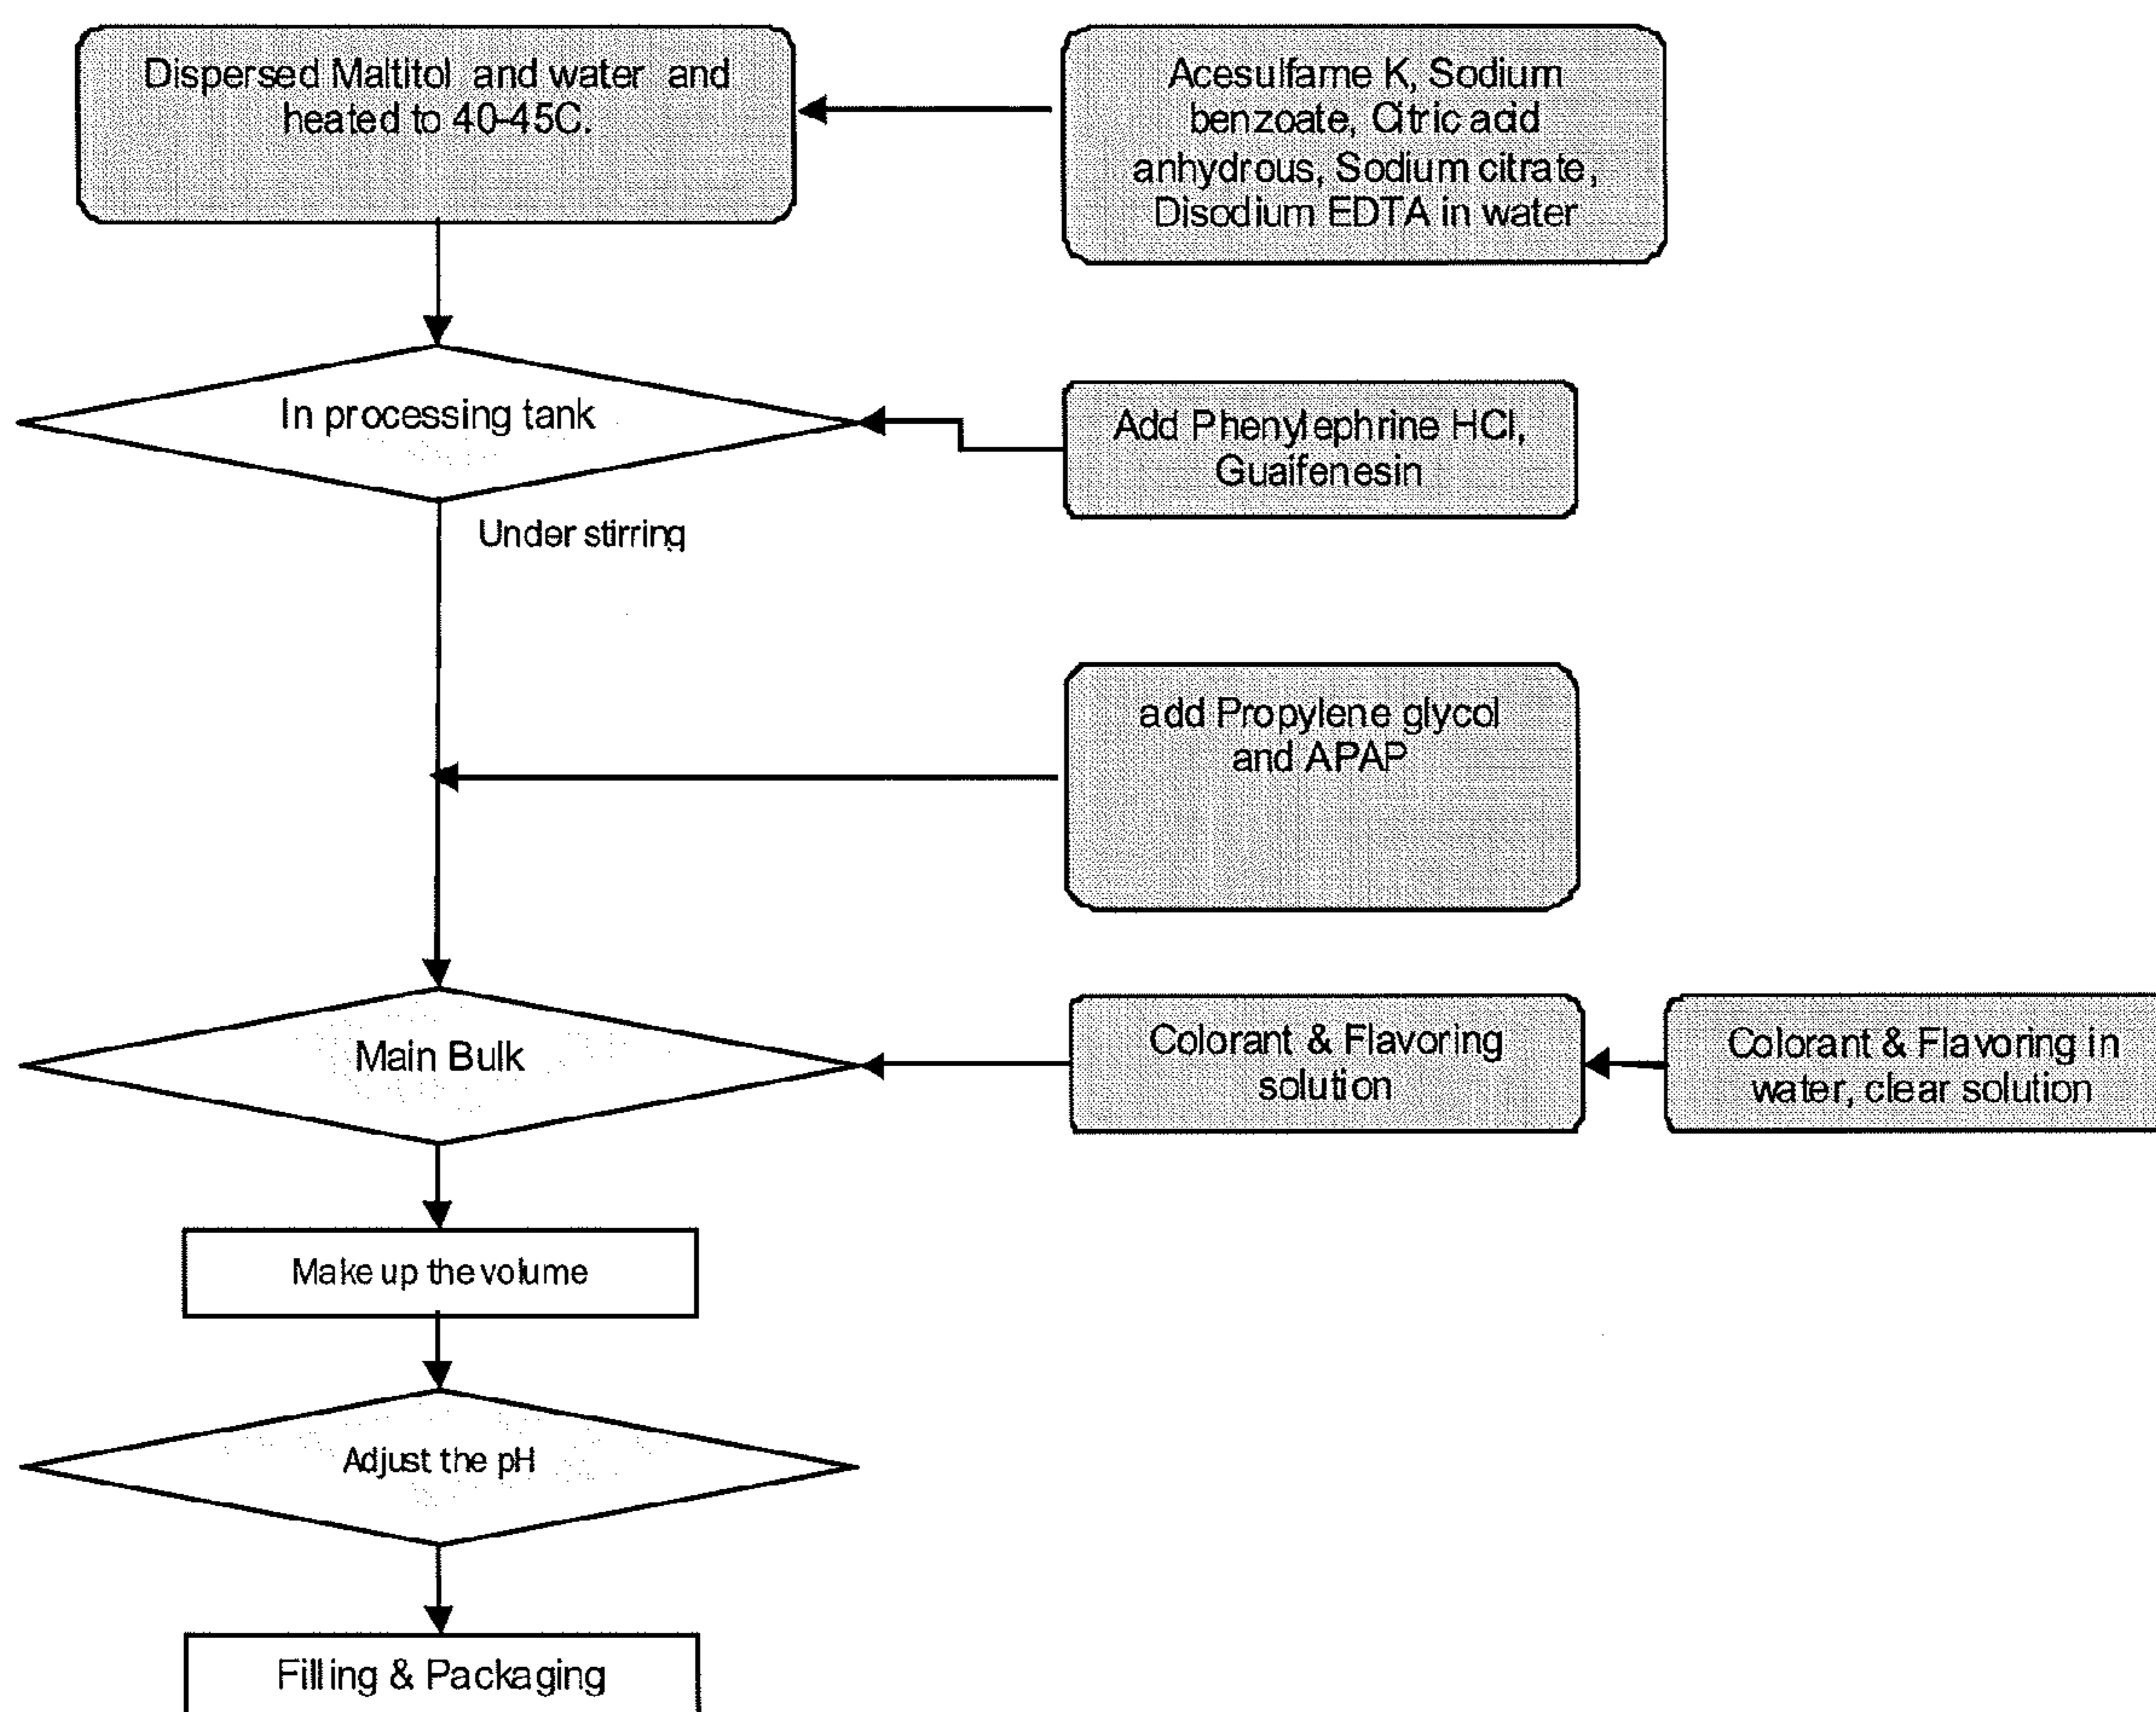 Dispersed Maltitol and water and
heated to 40-45C.
Acesulfame K, Sodium
benzoate, Citric acid
anhydrous, Sodium citrate,
Disodium EDTA in water
In processing tank
Add Phenylephrine HCl,
Guaifenesin
Under stirring
add Propylene glycol
and APAP
Main Bulk
Colorant & Flavoring
solution
Colorant & Flavoring in
water, clear solution
Make up the volume
Adjust the pH
Filling & Packaging